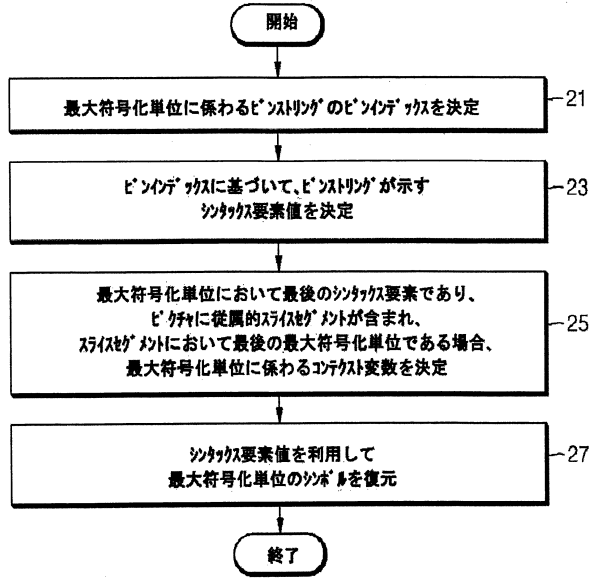 開始
最大符号化単位に係わるﾋﾞﾝｽﾄﾘﾝｸﾞのﾋﾞﾝｲﾝﾃﾞｯｸｽを決定
21
ﾋﾞﾝｲﾝﾃﾞｯｸｽに基づいて､ﾋﾞﾝｽﾄﾘﾝｸﾞが示す
ｼﾝﾀｯｸｽ要素値を決定
23
最大符号化単位において最後のｼﾝﾀｯｸｽ要素であり、
ﾋﾟｸﾁｬに従属的ｽﾗｲｽｾｸﾞﾒﾝﾄが含まれ、
ｽﾗｲｽｾｸﾞﾒﾝﾄにおいて最後の最大符号化単位である場合、
最大符号化単位に係わるｺﾝﾃｸｽﾄ変数を決定
25
ｼﾝﾀｯｸｽ要素値を利用して
最大符号化単位のｼﾝﾎﾞﾙを復元
27
終了